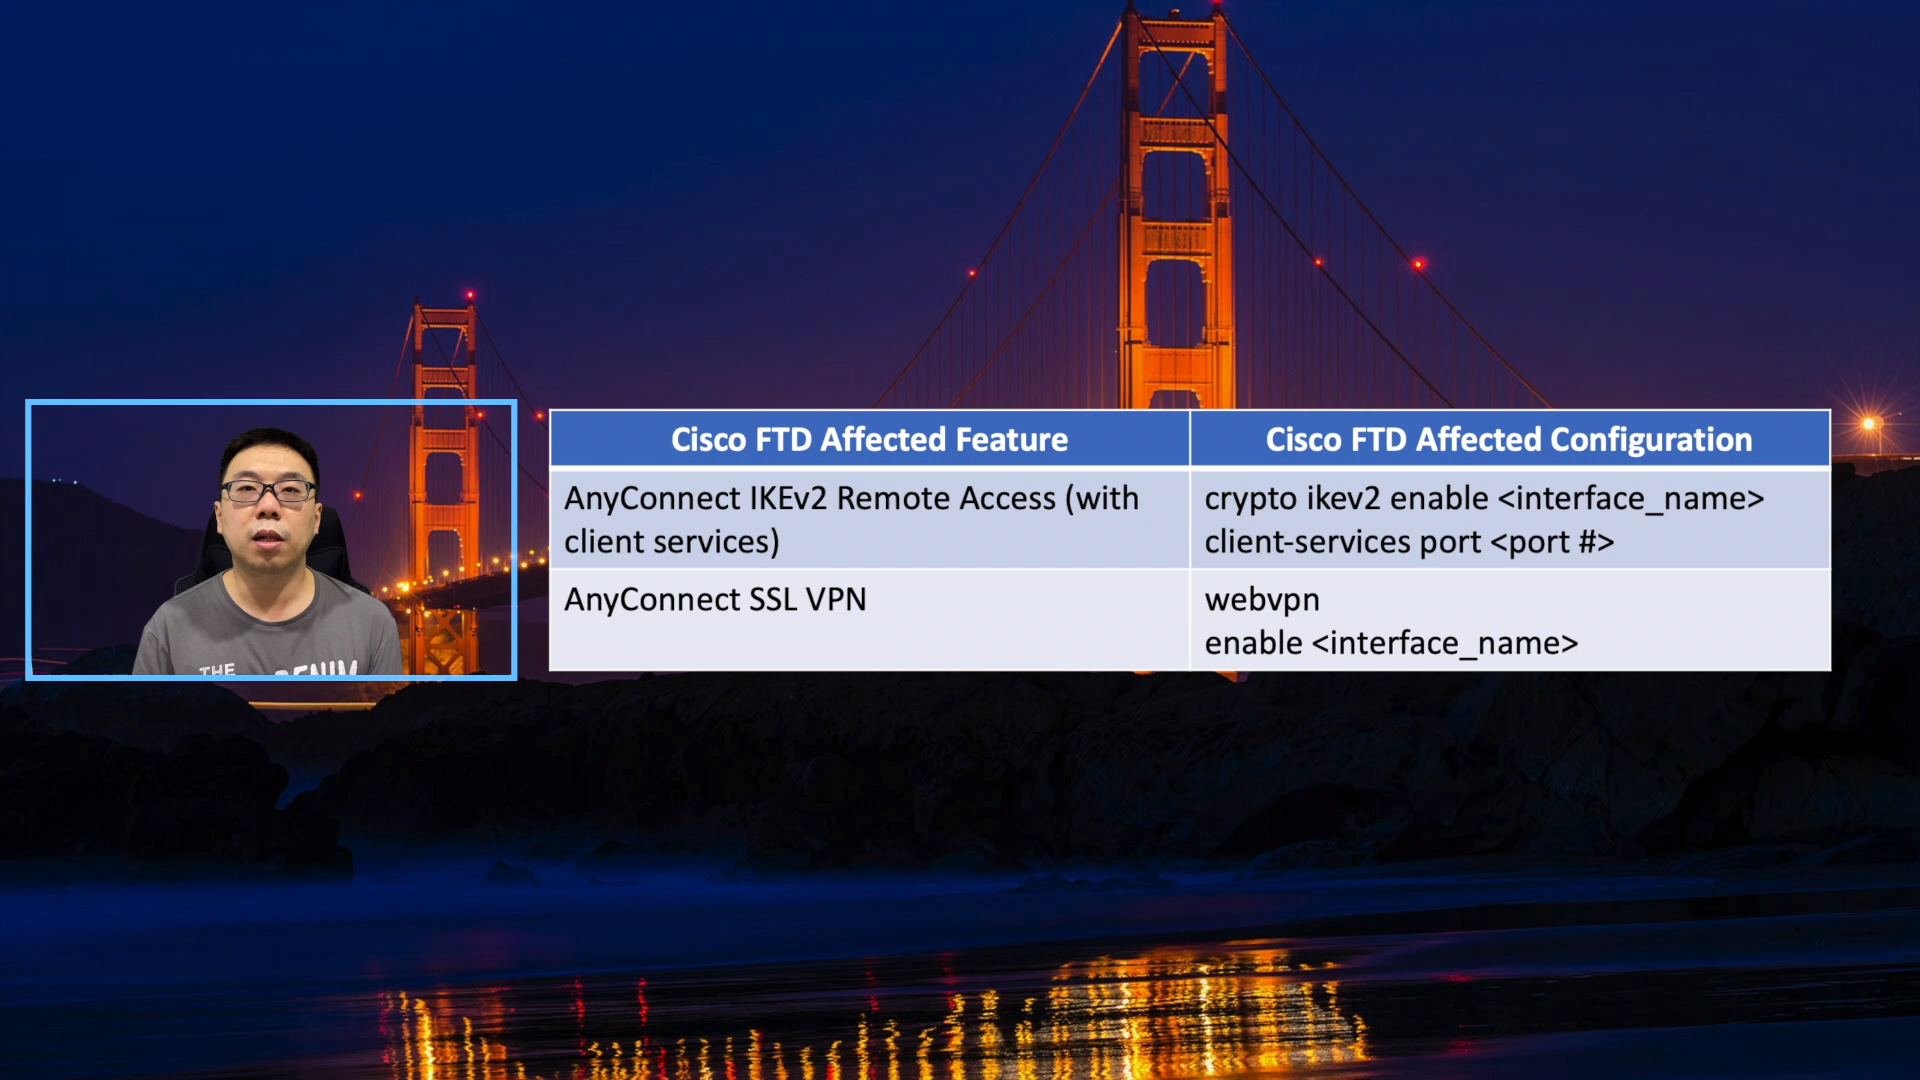 Cisco FTD Affected Feature
Cisco FTD Affected Configuration
AnyConnect IKEv2 Remote Access (with
client services)
crypto ikev2 enable <interface_name>
client-services port <port #>
AnyConnect SSL VPN
webvpn
enable <interface_name>
THE